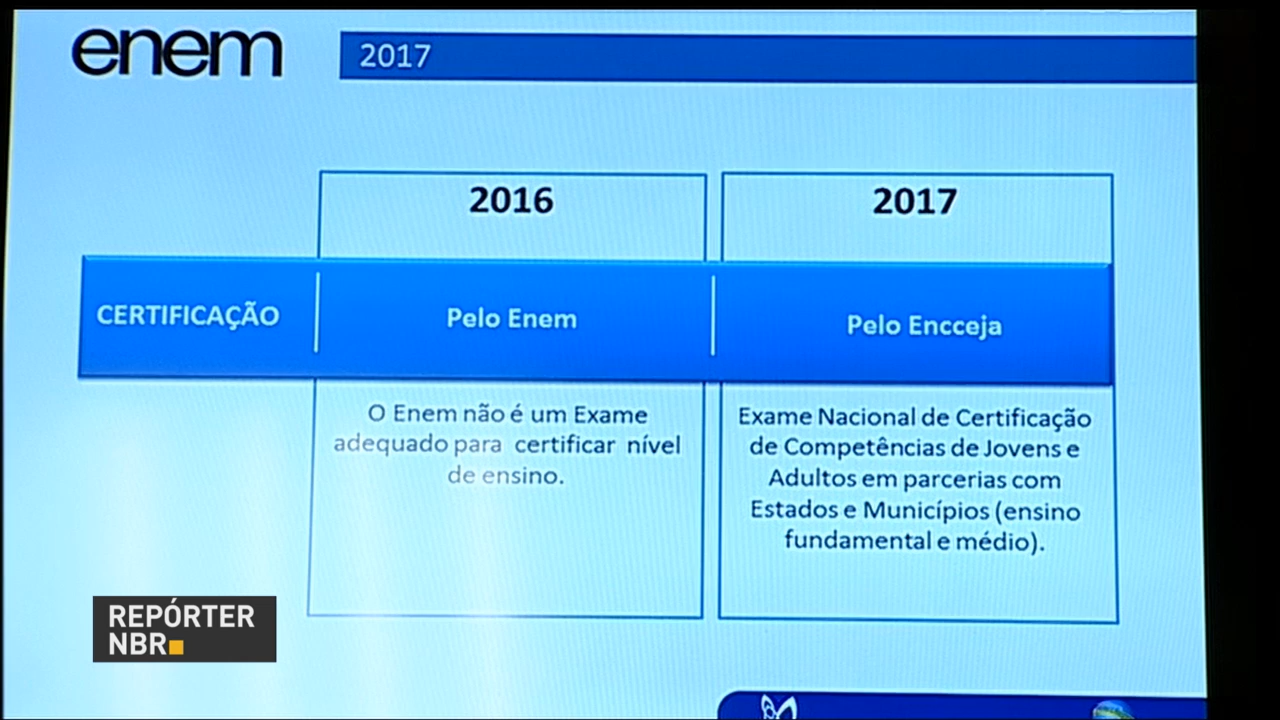 enem
2017
2016
2017
CERTIFICAÇÃO
Pelo Enem
Pelo Encceja
O Enem não é um Exame
adequado para certificar nível
de ensino.
Exame Nacional de Certificação
de Competências de Jovens e
Adultos em parcerias com
Estados e Municípios (ensino
fundamental e médio).
REPÓRTER
NBR